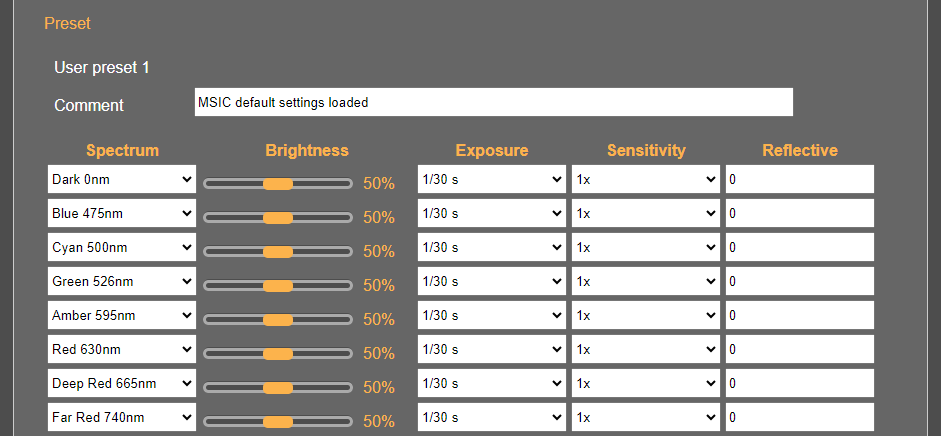 Preset
User preset 1
Comment MSIC default settings loaded
Spectrum Brightness Exposure Sensitivity Reflective
Dark 0nm 50% 1/30 s 1x 0
Blue 475nm 50% 1/30 s 1x 0
Cyan 500nm 50% 1/30 s 1x 0
Green 526nm 50% 1/30 s 1x 0
Amber 595nm 50% 1/30 s 1x 0
Red 630nm 50% 1/30 s 1x 0
Deep Red 665nm 50% 1/30 s 1x 0
Far Red 740nm 50% 1/30 s 1x 0